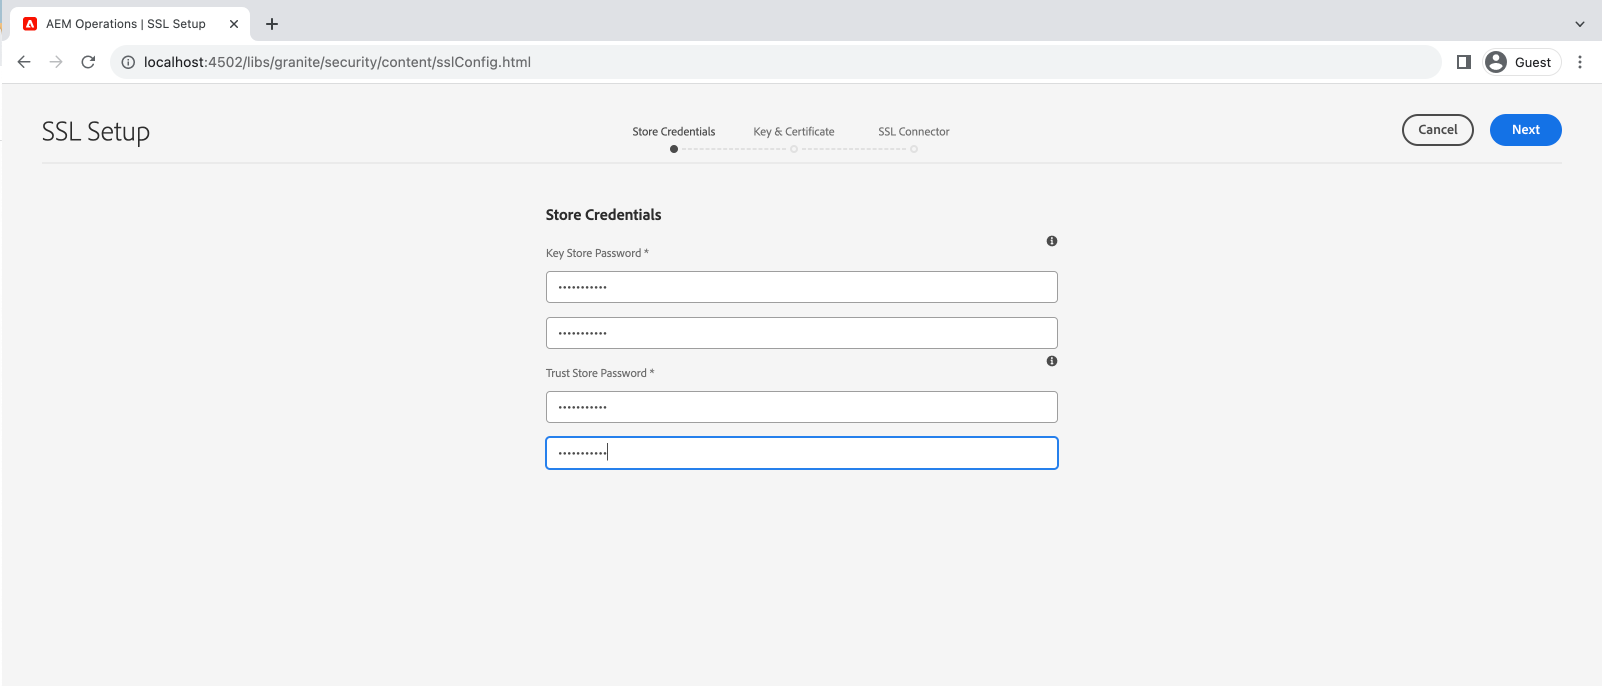 AEM Operations | SSL Setup
localhost:4502/libs/granite/security/content/sslConfig.html
Guest
SSL Setup
Store Credentials
Key & Certificate
SSL Connector
Cancel
Next
Store Credentials
Key Store Password *
•••••••••••
•••••••••••
Trust Store Password *
•••••••••••
•••••••••••